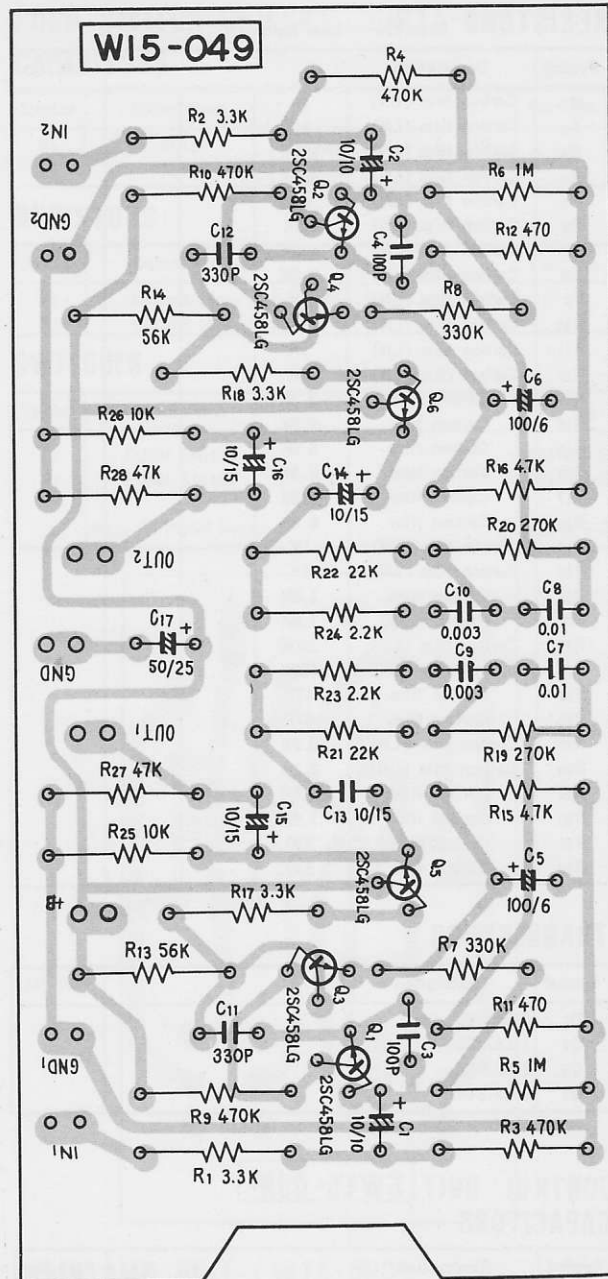 W15-049
R4
470K
IN2
R2 3.3K
C2
10/10
+
R10 470K
2SC458LG
Q2
R6 1M
GND2
C12
330P
C4 100P
R12 470
R14
56K
2SC458LG
Q4
R8
330K
R18 3.3K
2SC458LG
Q6
C6
+
100/6
R26 10K
10/15
C16
+
C14
+
10/15
R16 4.7K
R28 47K
R20 270K
OUT2
R22 22K
C10
0.003
C8
0.01
R24 2.2K
C17
+
50/25
GND
C9
0.003
C7
0.01
R23 2.2K
OUT1
R21 22K
R19 270K
R27 47K
10/15
C15
+
C13 10/15
R15 4.7K
R25 10K
2SC458LG
Q5
C5
+
100/6
+B
R17 3.3K
R13 56K
2SC458LG
Q3
R7 330K
C11
330P
Q1
2SC458LG
C3
100P
R11 470
GND1
R5 1M
R9 470K
10/10
C1
+
R3 470K
IN1
R1 3.3K